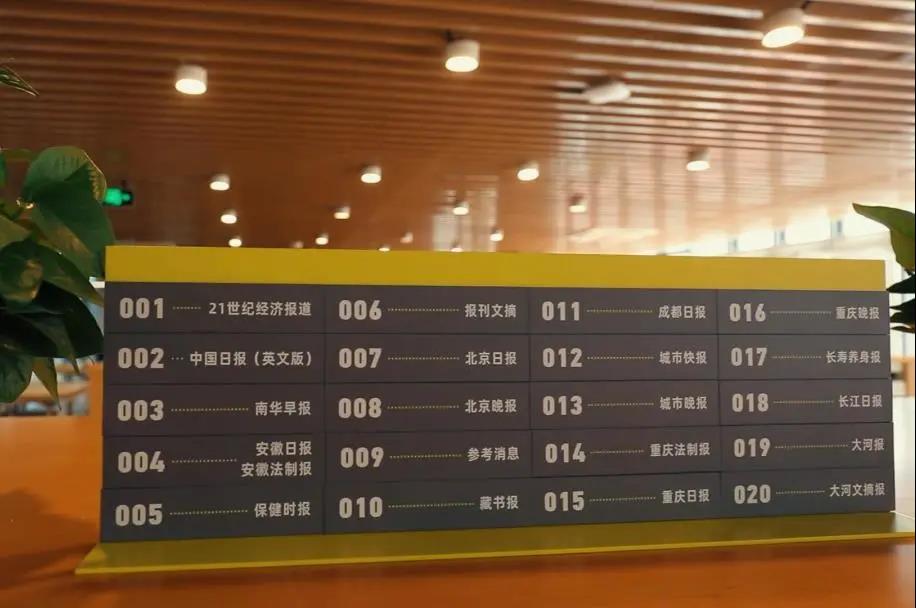 001 ······ 21世纪经济报道
002 ··· 中国日报（英文版）
003 ·················· 南华早报
004 ·················· 安徽日报
安徽法制报
005 ·················· 保健时报
006 ·················· 报刊文摘
007 ·················· 北京日报
008 ·················· 北京晚报
009 ·················· 参考消息
010 ·················· 藏书报
011 ·················· 成都日报
012 ·················· 城市快报
013 ·················· 城市晚报
014 ·················· 重庆法制报
015 ·················· 重庆日报
016 ·················· 重庆晚报
017 ·················· 长寿养身报
018 ·················· 长江日报
019 ·················· 大河报
020 ·················· 大河文摘报